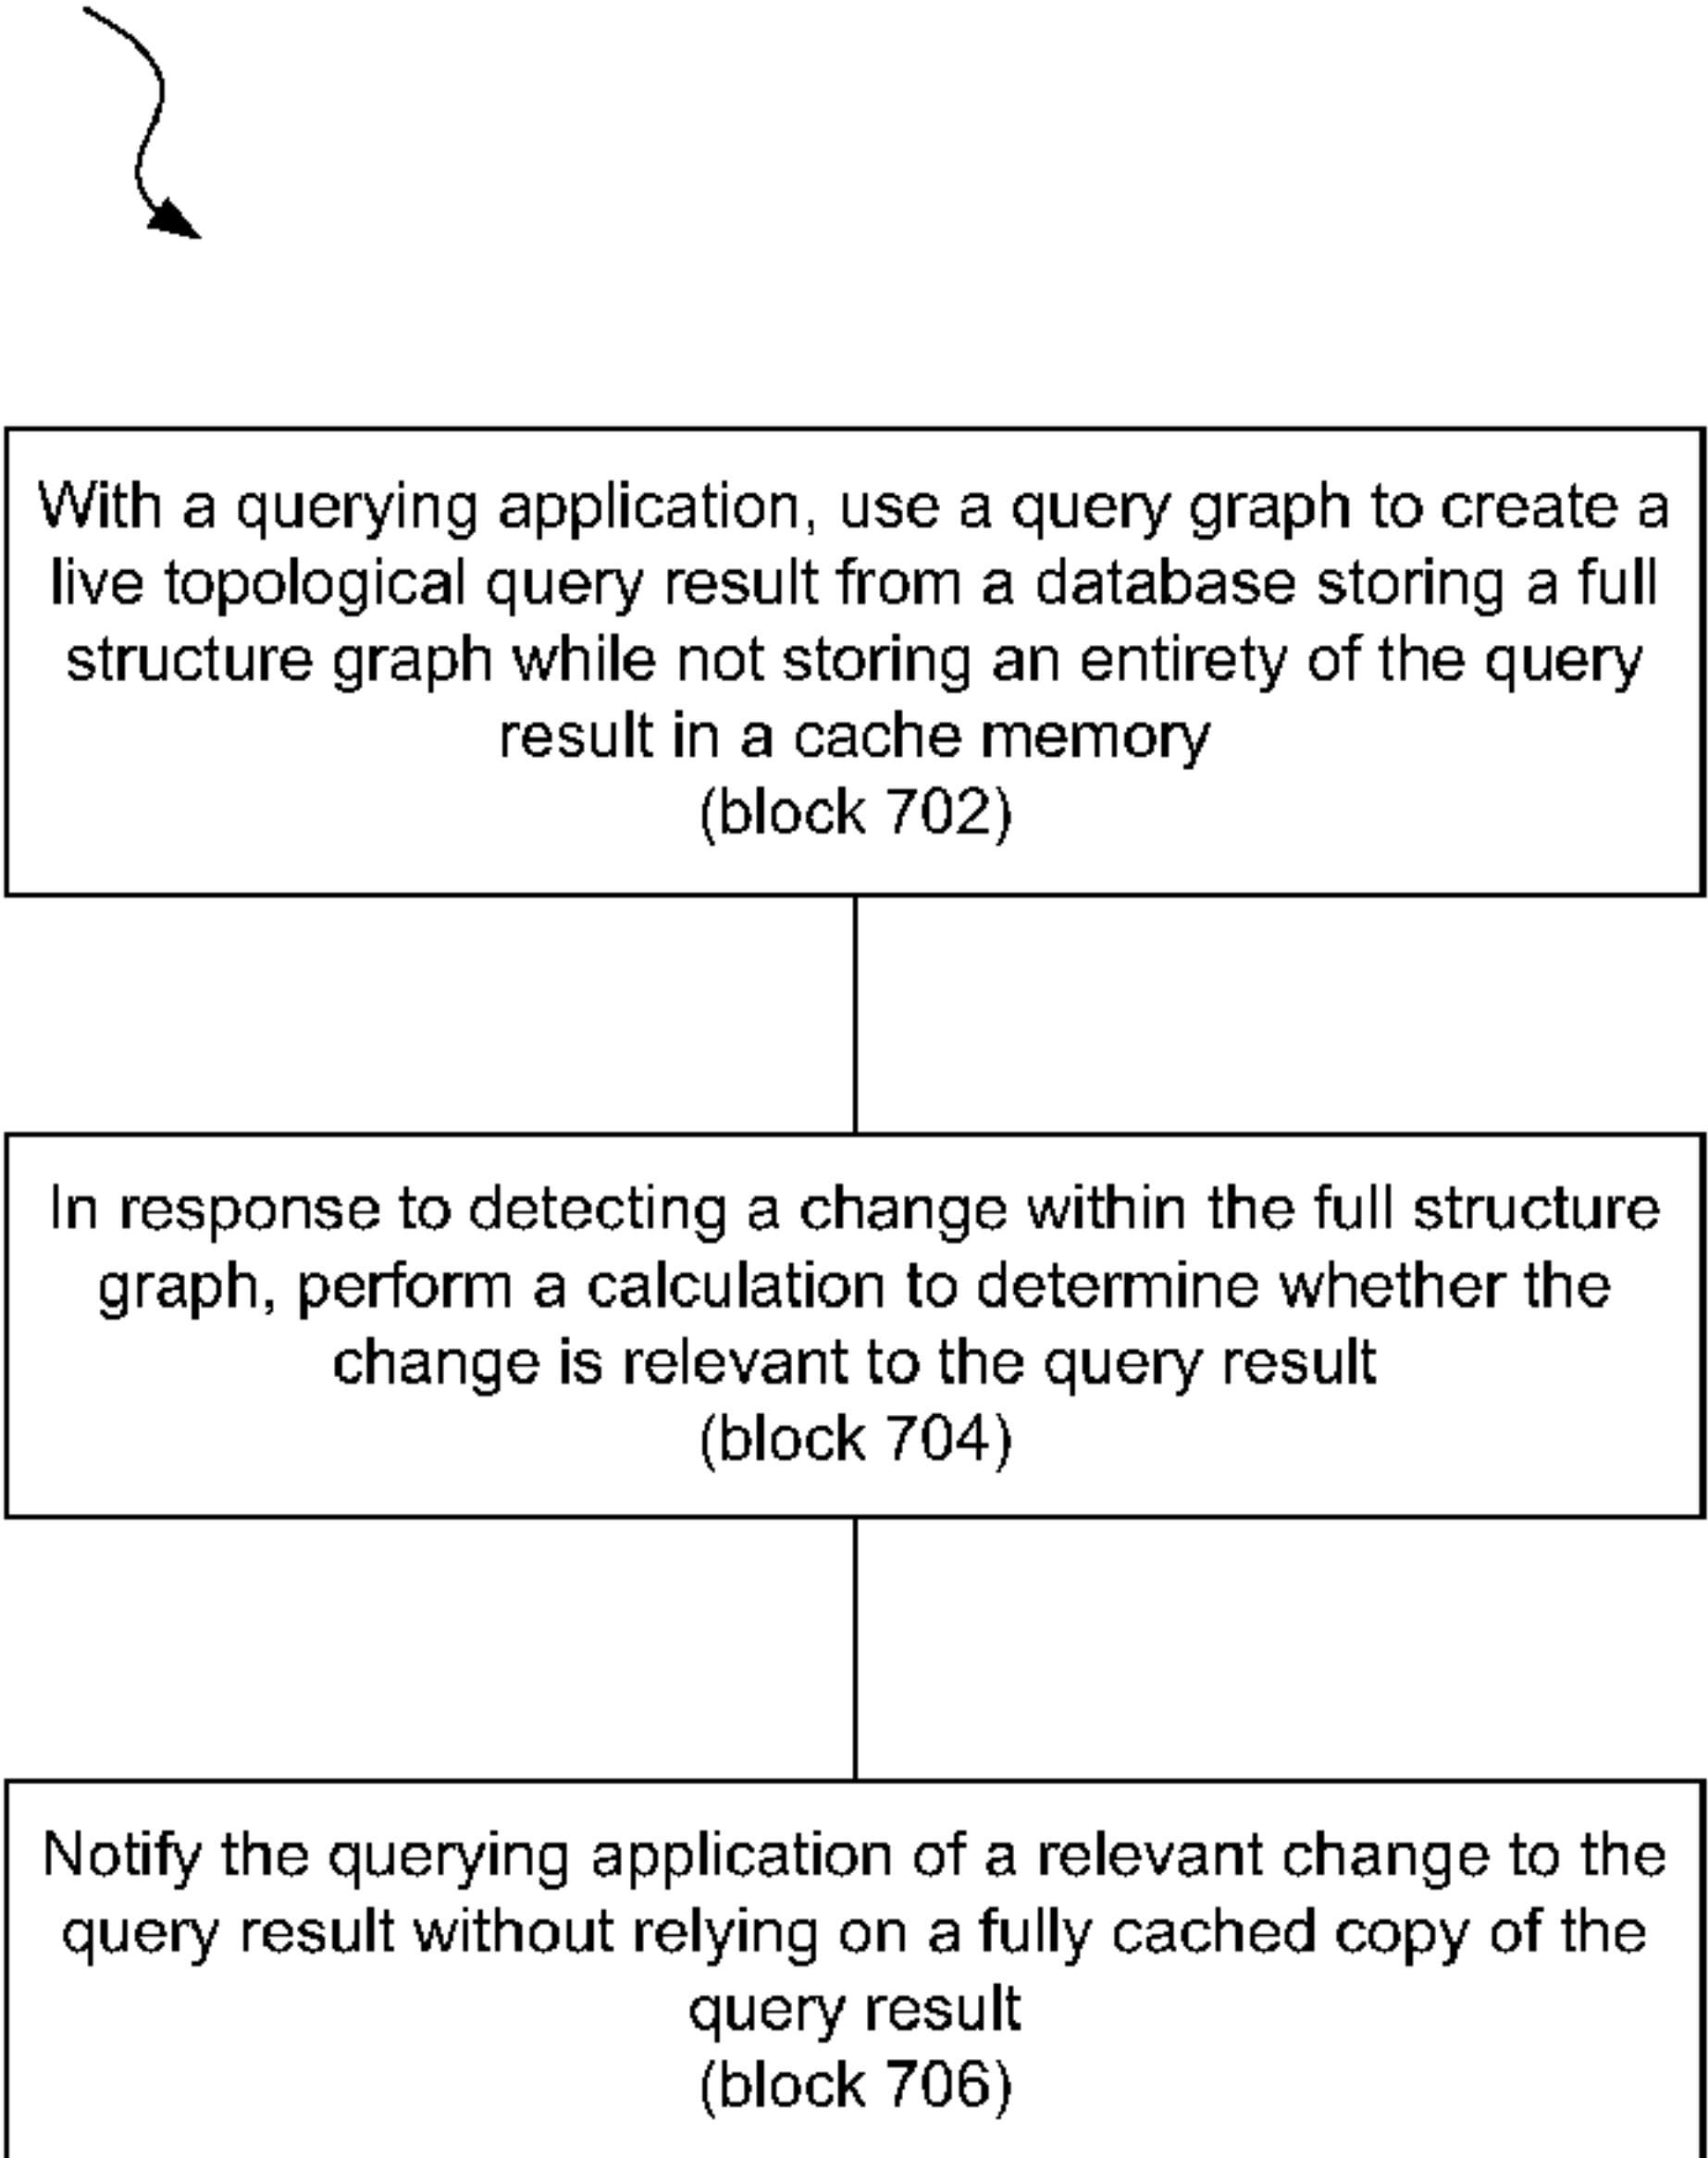 With a querying application, use a query graph to create a
live topological query result from a database storing a full
structure graph while not storing an entirety of the query
result in a cache memory
(block 702)
In response to detecting a change within the full structure
graph, perform a calculation to determine whether the
change is relevant to the query result
(block 704)
Notify the querying application of a relevant change to the
query result without relying on a fully cached copy of the
query result
(block 706)